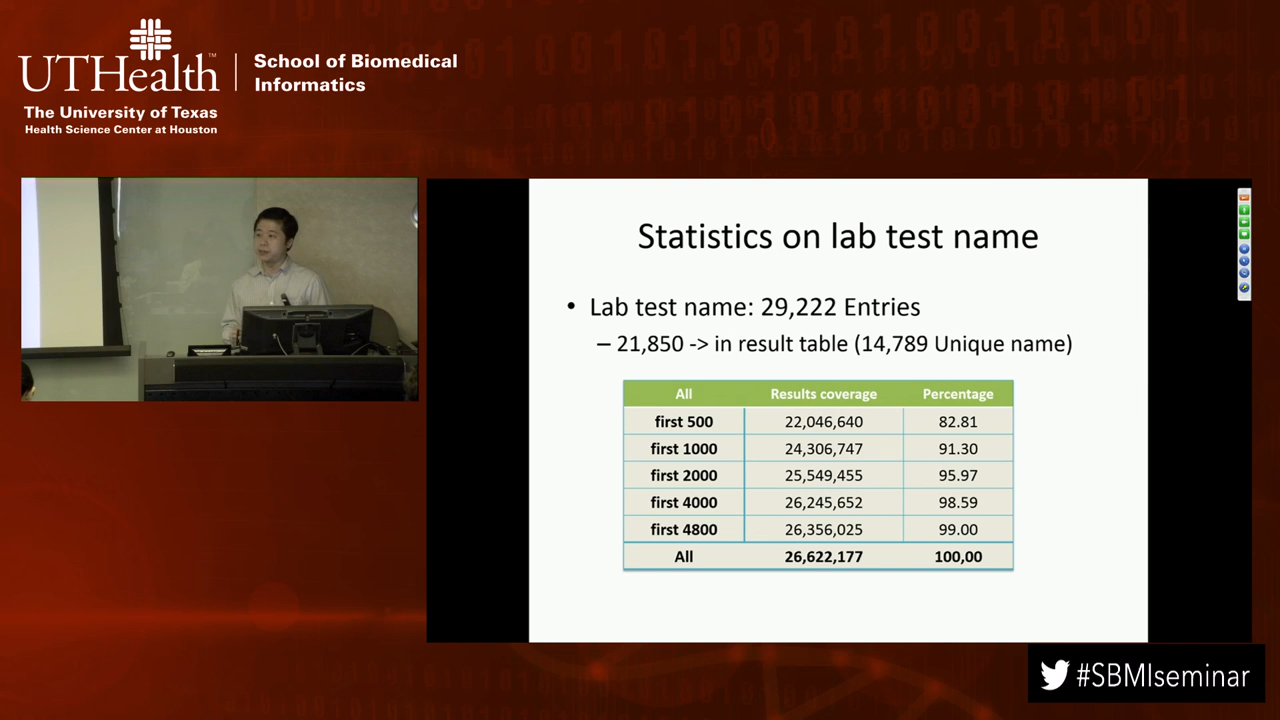 UTHealth™
The University of Texas
Health Science Center at Houston
School of Biomedical
Informatics
Statistics on lab test name
• Lab test name: 29,222 Entries
– 21,850 -> in result table (14,789 Unique name)
All Results coverage Percentage
first 500 22,046,640 82.81
first 1000 24,306,747 91.30
first 2000 25,549,455 95.97
first 4000 26,245,652 98.59
first 4800 26,356,025 99.00
All 26,622,177 100,00
#SBMIseminar